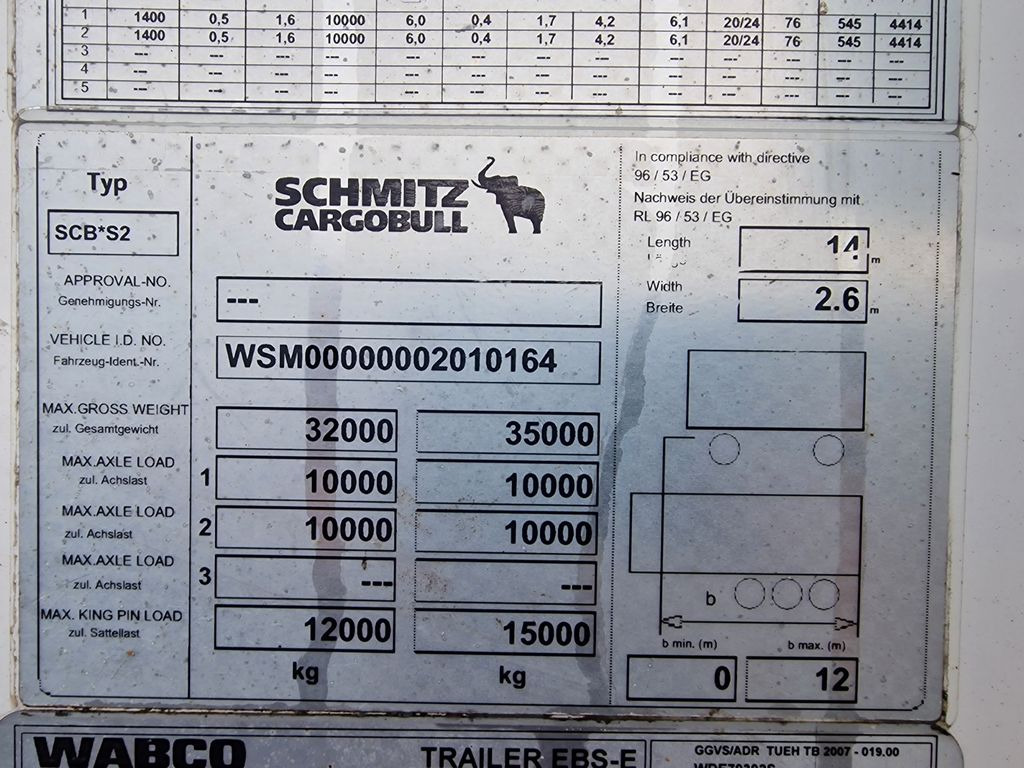 1 1400 0,5 1,6 10000 6,0 0,4 1,7 4,2 6,1 20/24 76 545 4414
2 1400 0,5 1,6 10000 6,0 0,4 1,7 4,2 6,1 20/24 76 545 4414
3 --- --- --- --- --- --- --- --- --- --- --- --- ---
4 --- --- --- --- --- --- --- --- --- --- --- --- ---
5 --- --- --- --- --- --- --- --- --- --- --- --- ---
Typ
SCB*S2
SCHMITZ
CARGOBULL
In compliance with directive
96 / 53 / EG
Nachweis der Übereinstimmung mit
RL 96 / 53 / EG
Length 14 m
Width
Breite 2.6 m
APPROVAL-NO.
Genehmigungs-Nr. ---
VEHICLE I.D. NO.
Fahrzeug-Ident.-Nr. WSM00000002010164
MAX.GROSS WEIGHT
zul. Gesamtgewicht 32000 35000
MAX.AXLE LOAD
zul. Achslast 1 10000 10000
MAX.AXLE LOAD
zul. Achslast 2 10000 10000
MAX.AXLE LOAD
zul. Achslast 3 --- ---
MAX. KING PIN LOAD
zul. Sattellast 12000 15000
kg kg
b
b min. (m) b max. (m)
0 12
WABCO TRAILER EBS-E
GGVS/ADR TUEH TB 2007 - 019.00